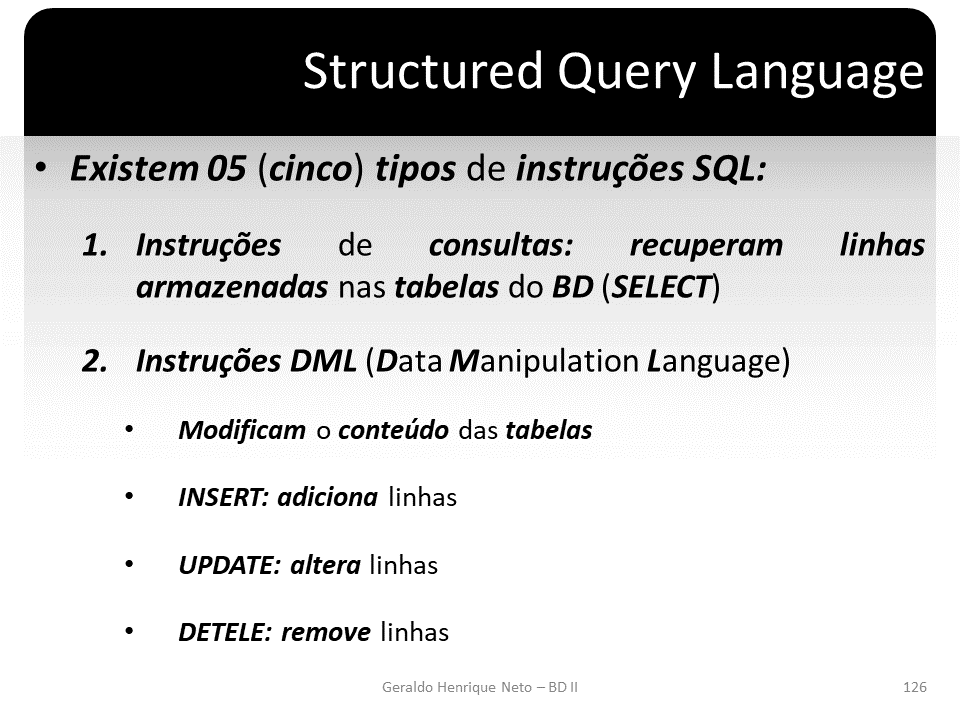 Structured Query Language
• Existem 05 (cinco) tipos de instruções SQL:
1. Instruções de consultas: recuperam linhas
armazenadas nas tabelas do BD (SELECT)
2. Instruções DML (Data Manipulation Language)
• Modificam o conteúdo das tabelas
• INSERT: adiciona linhas
• UPDATE: altera linhas
• DETELE: remove linhas
Geraldo Henrique Neto – BD II
126